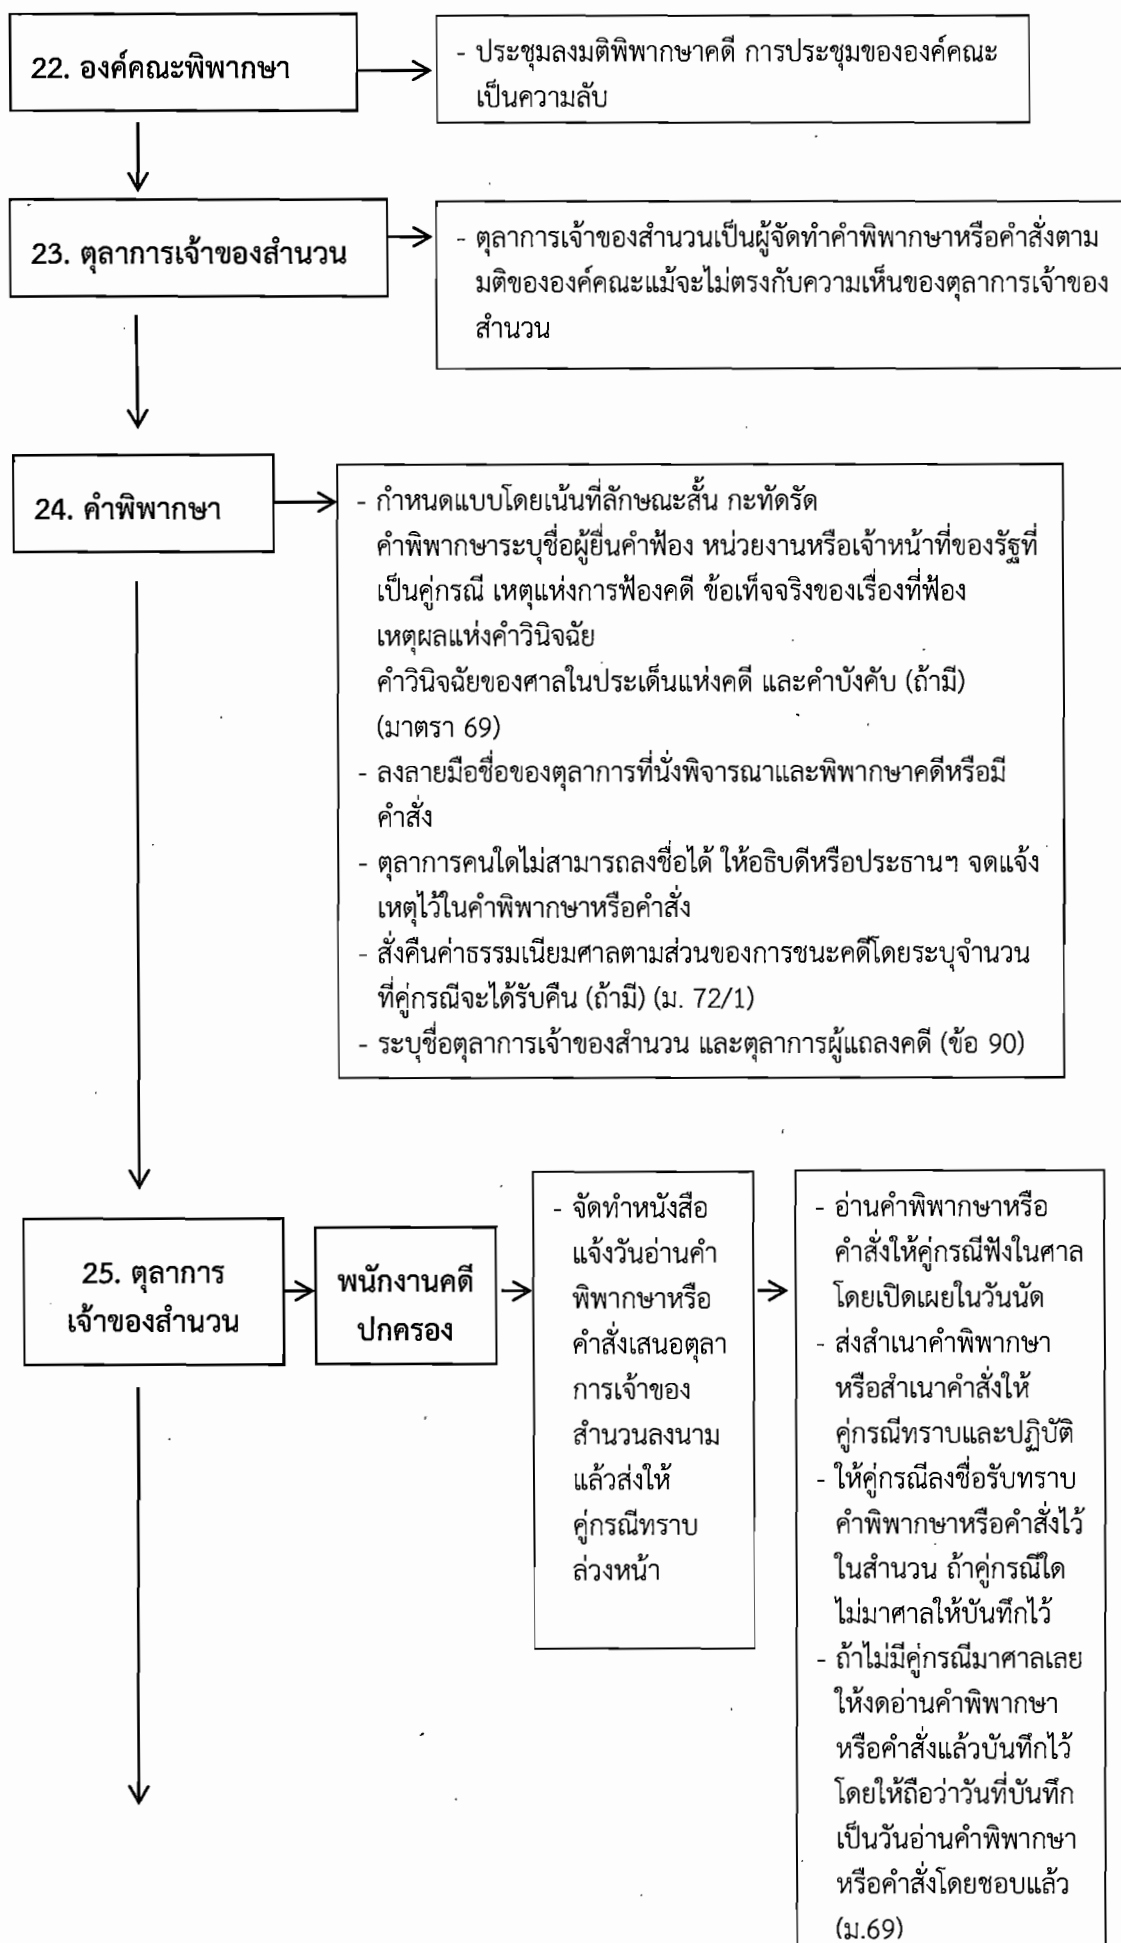 22. องค์คณะพิพากษา
- ประชุมลงมติพิพากษาคดี การประชุมขององค์คณะ
เป็นความลับ
23. ตุลาการเจ้าของสำนวน
- ตุลาการเจ้าของสำนวนเป็นผู้จัดทำคำพิพากษาหรือคำสั่งตาม
มติขององค์คณะแม้จะไม่ตรงกับความเห็นของตุลาการเจ้าของ
สำนวน
24. คำพิพากษา
- กำหนดแบบโดยเน้นที่ลักษณะสั้น กะทัดรัด
คำพิพากษาระบุชื่อผู้ยื่นคำฟ้อง หน่วยงานหรือเจ้าหน้าที่ของรัฐที่
เป็นคู่กรณี เหตุแห่งการฟ้องคดี ข้อเท็จจริงของเรื่องที่ฟ้อง
เหตุผลแห่งคำวินิจฉัย
คำวินิจฉัยของศาลในประเด็นแห่งคดี และคำบังคับ (ถ้ามี)
(มาตรา 69)
- ลงลายมือชื่อของตุลาการที่นั่งพิจารณาและพิพากษาคดีหรือมี
คำสั่ง
- ตุลาการคนใดไม่สามารถลงชื่อได้ ให้อธิบดีหรือประธานฯ จดแจ้ง
เหตุไว้ในคำพิพากษาหรือคำสั่ง
- สั่งคืนค่าธรรมเนียมศาลตามส่วนของการชนะคดีโดยระบุจำนวน
ที่คู่กรณีจะได้รับคืน (ถ้ามี) (ม. 72/1)
- ระบุชื่อตุลาการเจ้าของสำนวน และตุลาการผู้แถลงคดี (ข้อ 90)
25. ตุลาการ
เจ้าของสำนวน
พนักงานคดี
ปกครอง
- จัดทำหนังสือ
แจ้งวันอ่านคำ
พิพากษาหรือ
คำสั่งเสนอตุลา
การเจ้าของ
สำนวนลงนาม
แล้วส่งให้
คู่กรณีทราบ
ล่วงหน้า
- อ่านคำพิพากษาหรือ
คำสั่งให้คู่กรณีฟังในศาล
โดยเปิดเผยในวันนัด
- ส่งสำเนาคำพิพากษา
หรือสำเนาคำสั่งให้
คู่กรณีทราบและปฏิบัติ
- ให้คู่กรณีลงชื่อรับทราบ
คำพิพากษาหรือคำสั่งไว้
ในสำนวน ถ้าคู่กรณีใด
ไม่มาศาลให้บันทึกไว้
- ถ้าไม่มีคู่กรณีมาศาลเลย
ให้งดอ่านคำพิพากษา
หรือคำสั่งแล้วบันทึกไว้
โดยให้ถือว่าวันที่บันทึก
เป็นวันอ่านคำพิพากษา
หรือคำสั่งโดยชอบแล้ว
(ม.69)